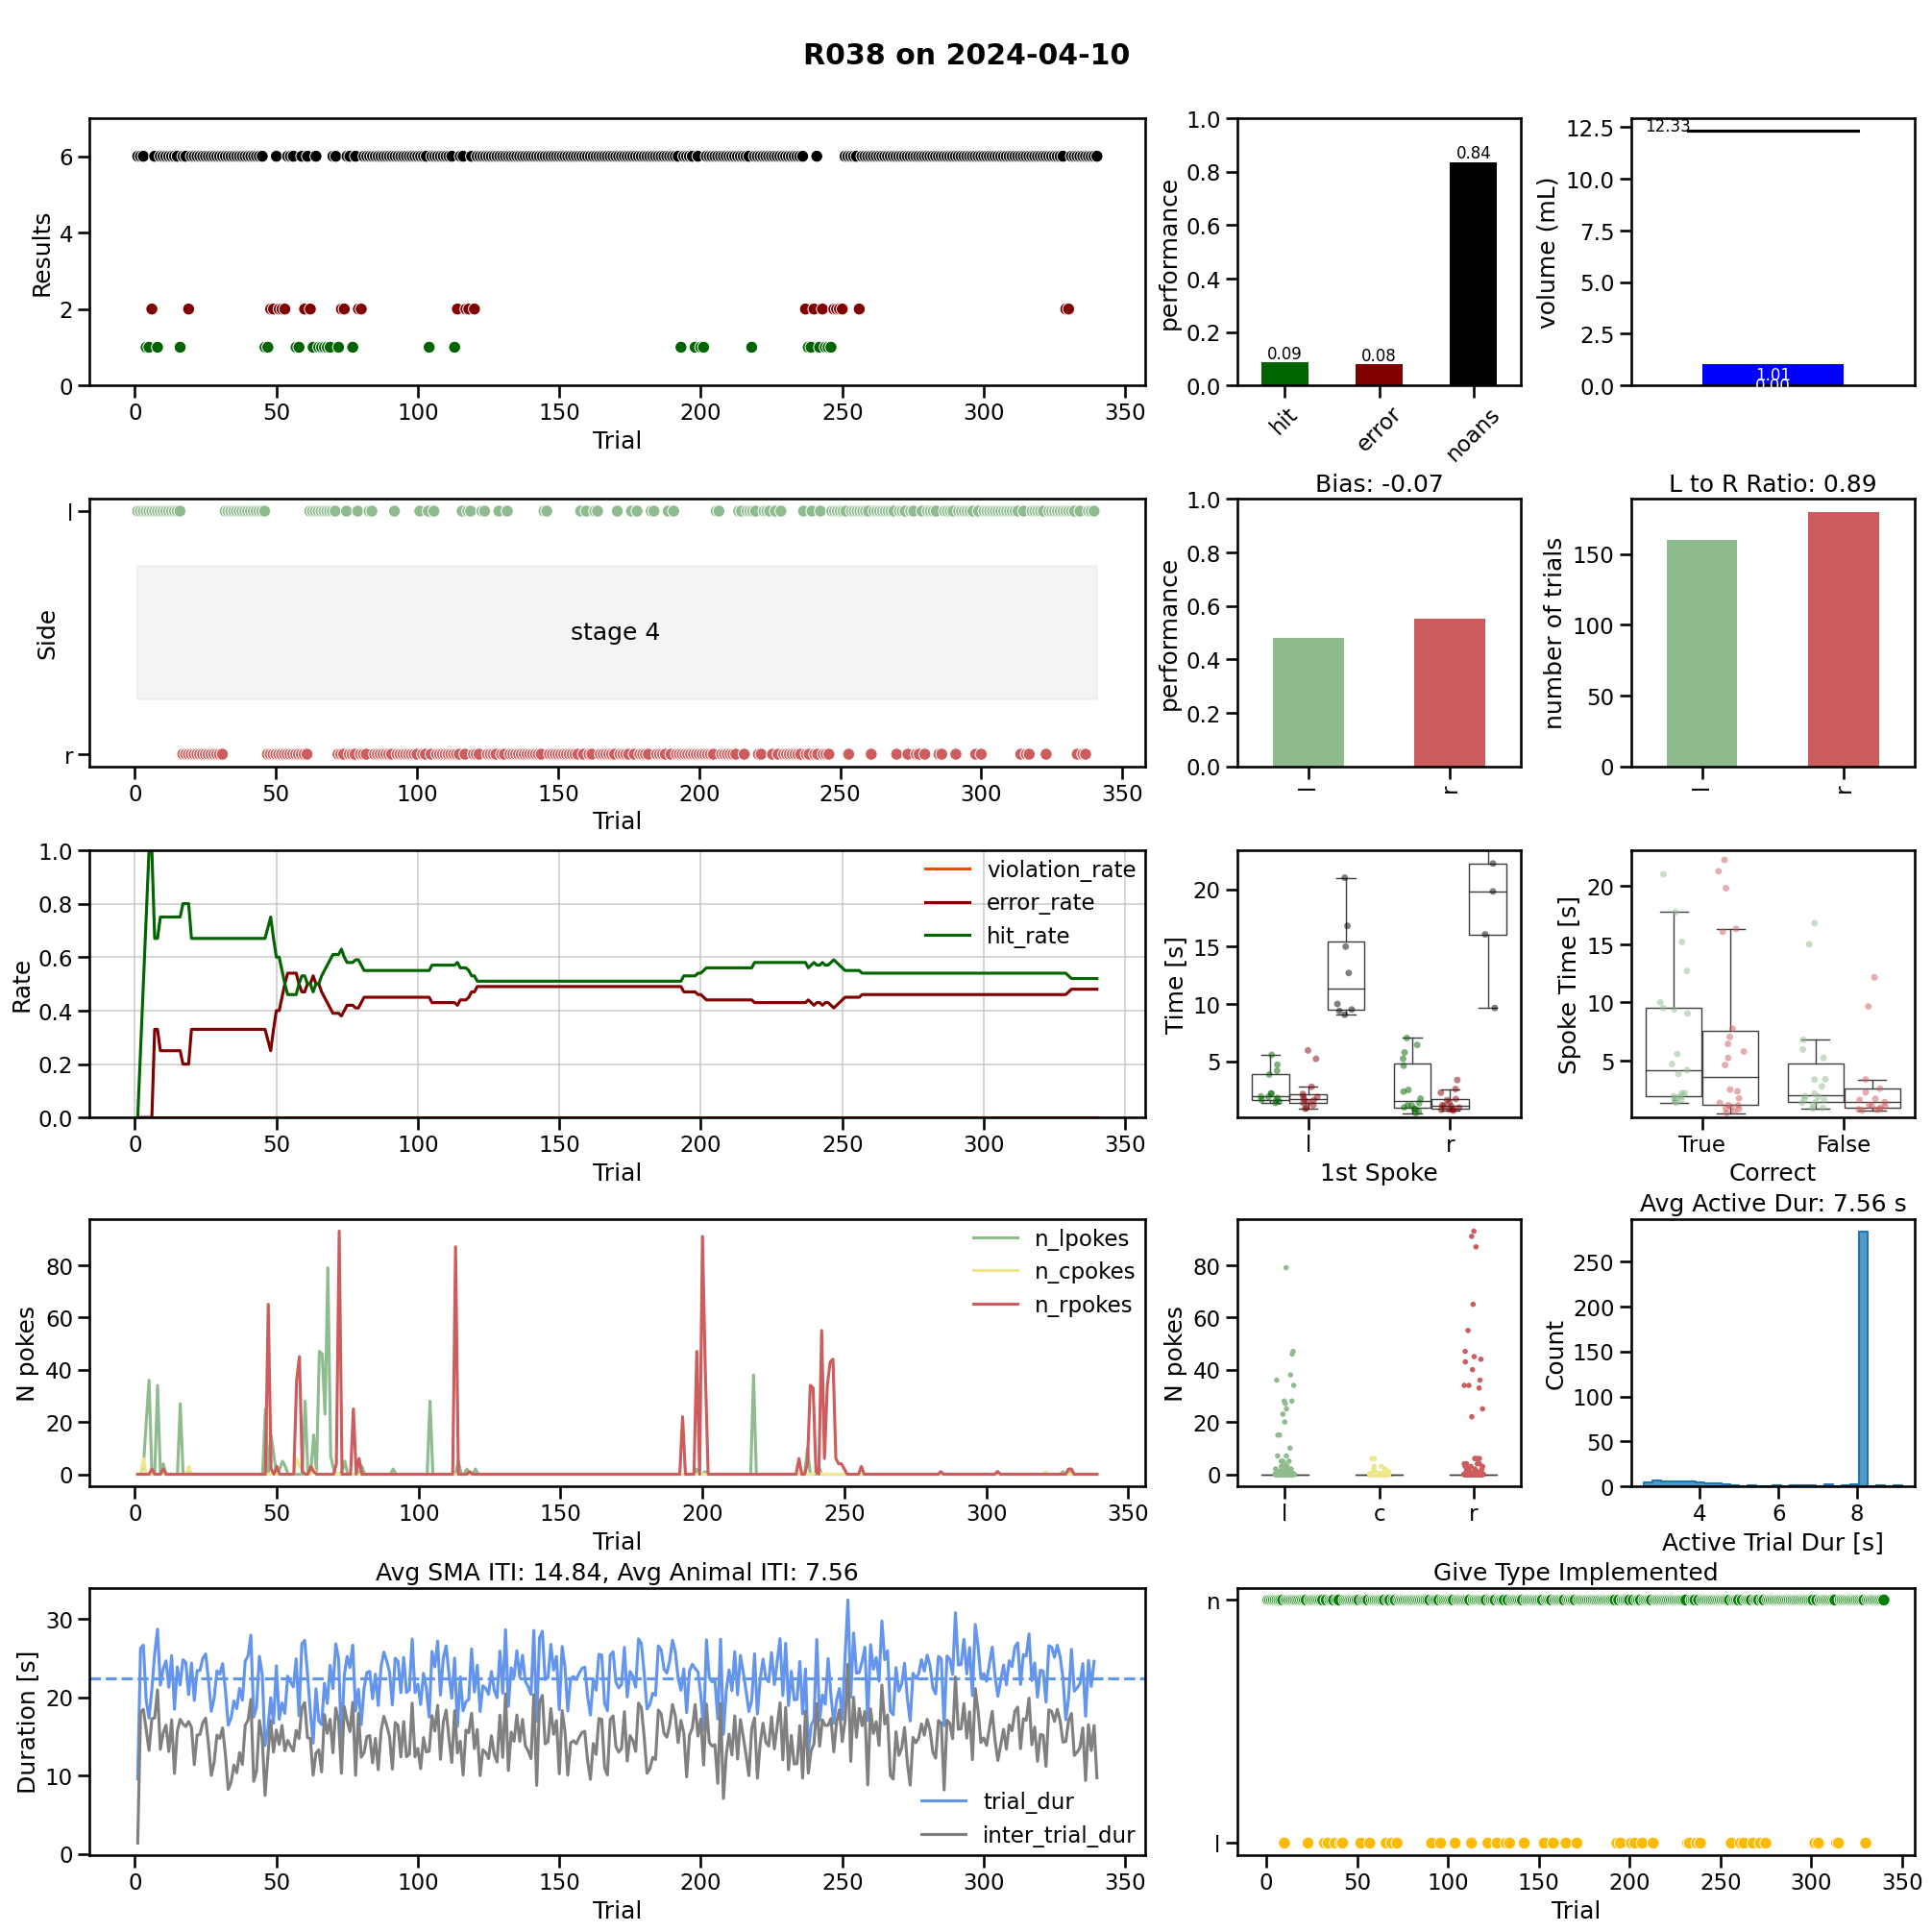 R038 on 2024-04-10
Results
6
4
2
0
0 50 100 150 200 250 300 350
Trial
performance
1.0
0.8
0.6
0.4
0.2
0.0
0.09
0.08
0.84
hit error noans
volume (mL)
12.5
10.0
7.5
5.0
2.5
0.0
12.33
1.01
0.00
Side
l
r
stage 4
0 50 100 150 200 250 300 350
Trial
Bias: -0.07
performance
1.0
0.8
0.6
0.4
0.2
0.0
l r
L to R Ratio: 0.89
number of trials
150
100
50
0
l r
Rate
1.0
0.8
0.6
0.4
0.2
0.0
violation_rate
error_rate
hit_rate
0 50 100 150 200 250 300 350
Trial
Time [s]
20
15
10
5
l r
1st Spoke
Spoke Time [s]
20
15
10
5
True False
Correct
N pokes
80
60
40
20
0
n_lpokes
n_cpokes
n_rpokes
0 50 100 150 200 250 300 350
Trial
N pokes
80
60
40
20
0
l c r
Avg Active Dur: 7.56 s
Count
250
200
150
100
50
0
4 6 8
Active Trial Dur [s]
Avg SMA ITI: 14.84, Avg Animal ITI: 7.56
Duration [s]
30
20
10
0
trial_dur
inter_trial_dur
0 50 100 150 200 250 300 350
Trial
Give Type Implemented
n
l
0 50 100 150 200 250 300 350
Trial